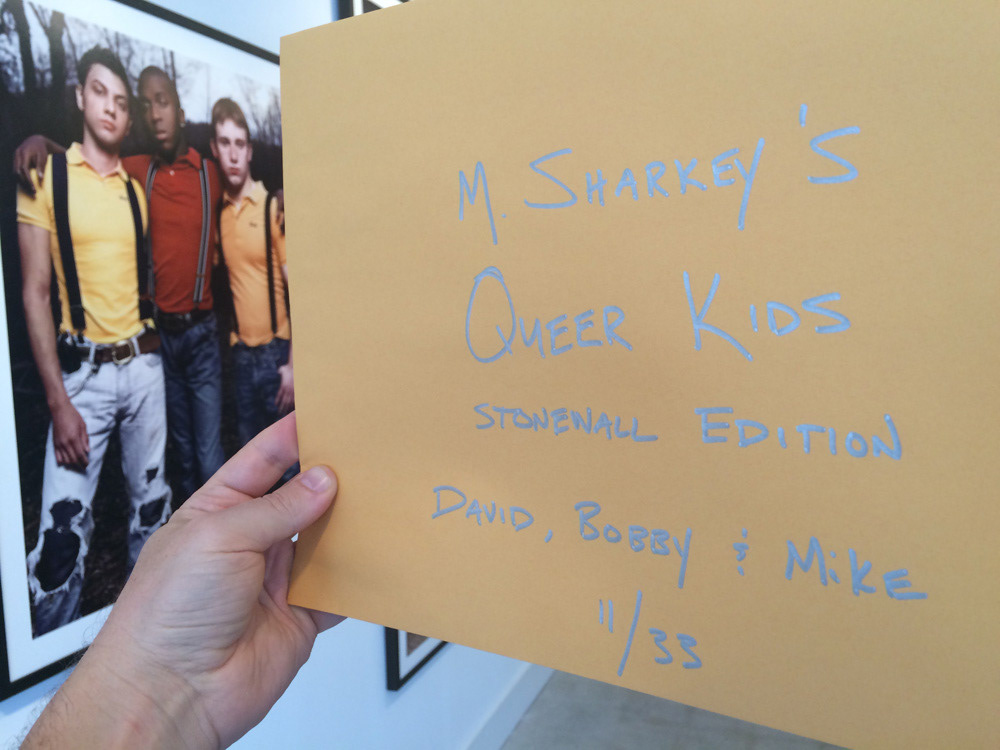 M. SHARKEY'S
QUEER KIDS
STONEWALL EDITION
DAVID, BOBBY & MIKE
11/33